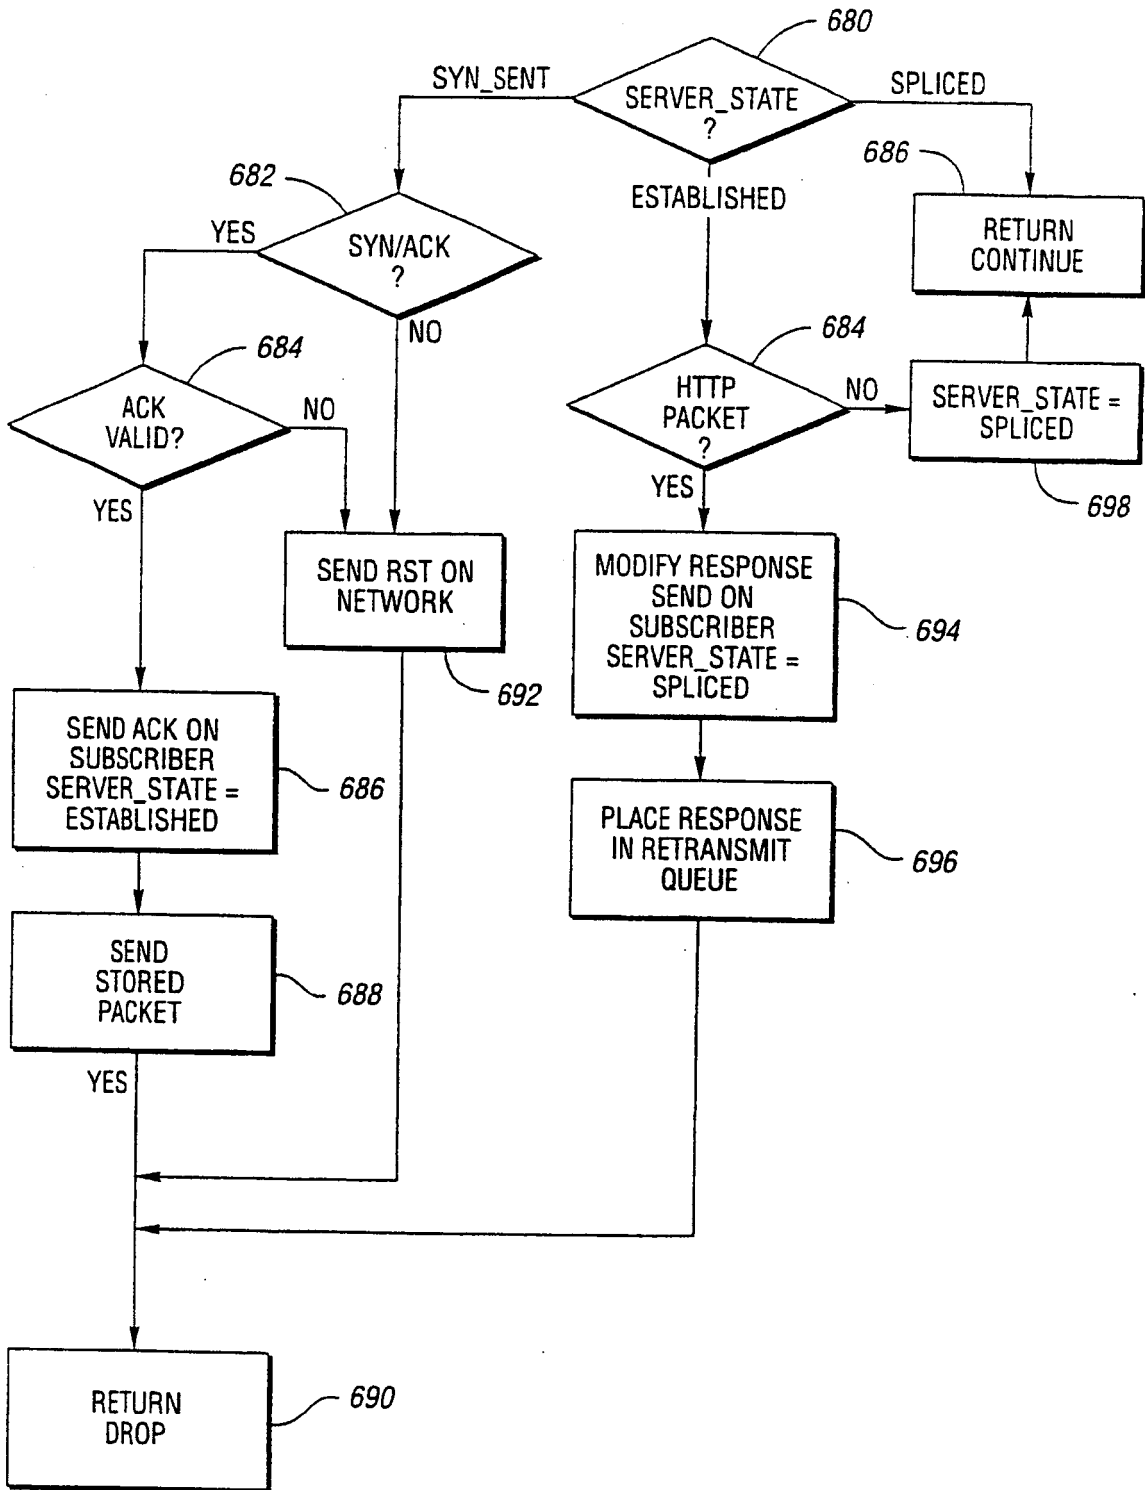 680
SYN_SENT
SERVER_STATE
?
SPLICED
682
686
ESTABLISHED
YES
SYN/ACK
?
RETURN
CONTINUE
NO
684
684
ACK
VALID?
NO
HTTP
PACKET
?
NO
SERVER_STATE =
SPLICED
YES
YES
698
SEND RST ON
NETWORK
MODIFY RESPONSE
SEND ON
SUBSCRIBER
SERVER_STATE =
SPLICED
694
692
SEND ACK ON
SUBSCRIBER
SERVER_STATE =
ESTABLISHED
686
PLACE RESPONSE
IN RETRANSMIT
QUEUE
696
SEND
STORED
PACKET
688
YES
RETURN
DROP
690